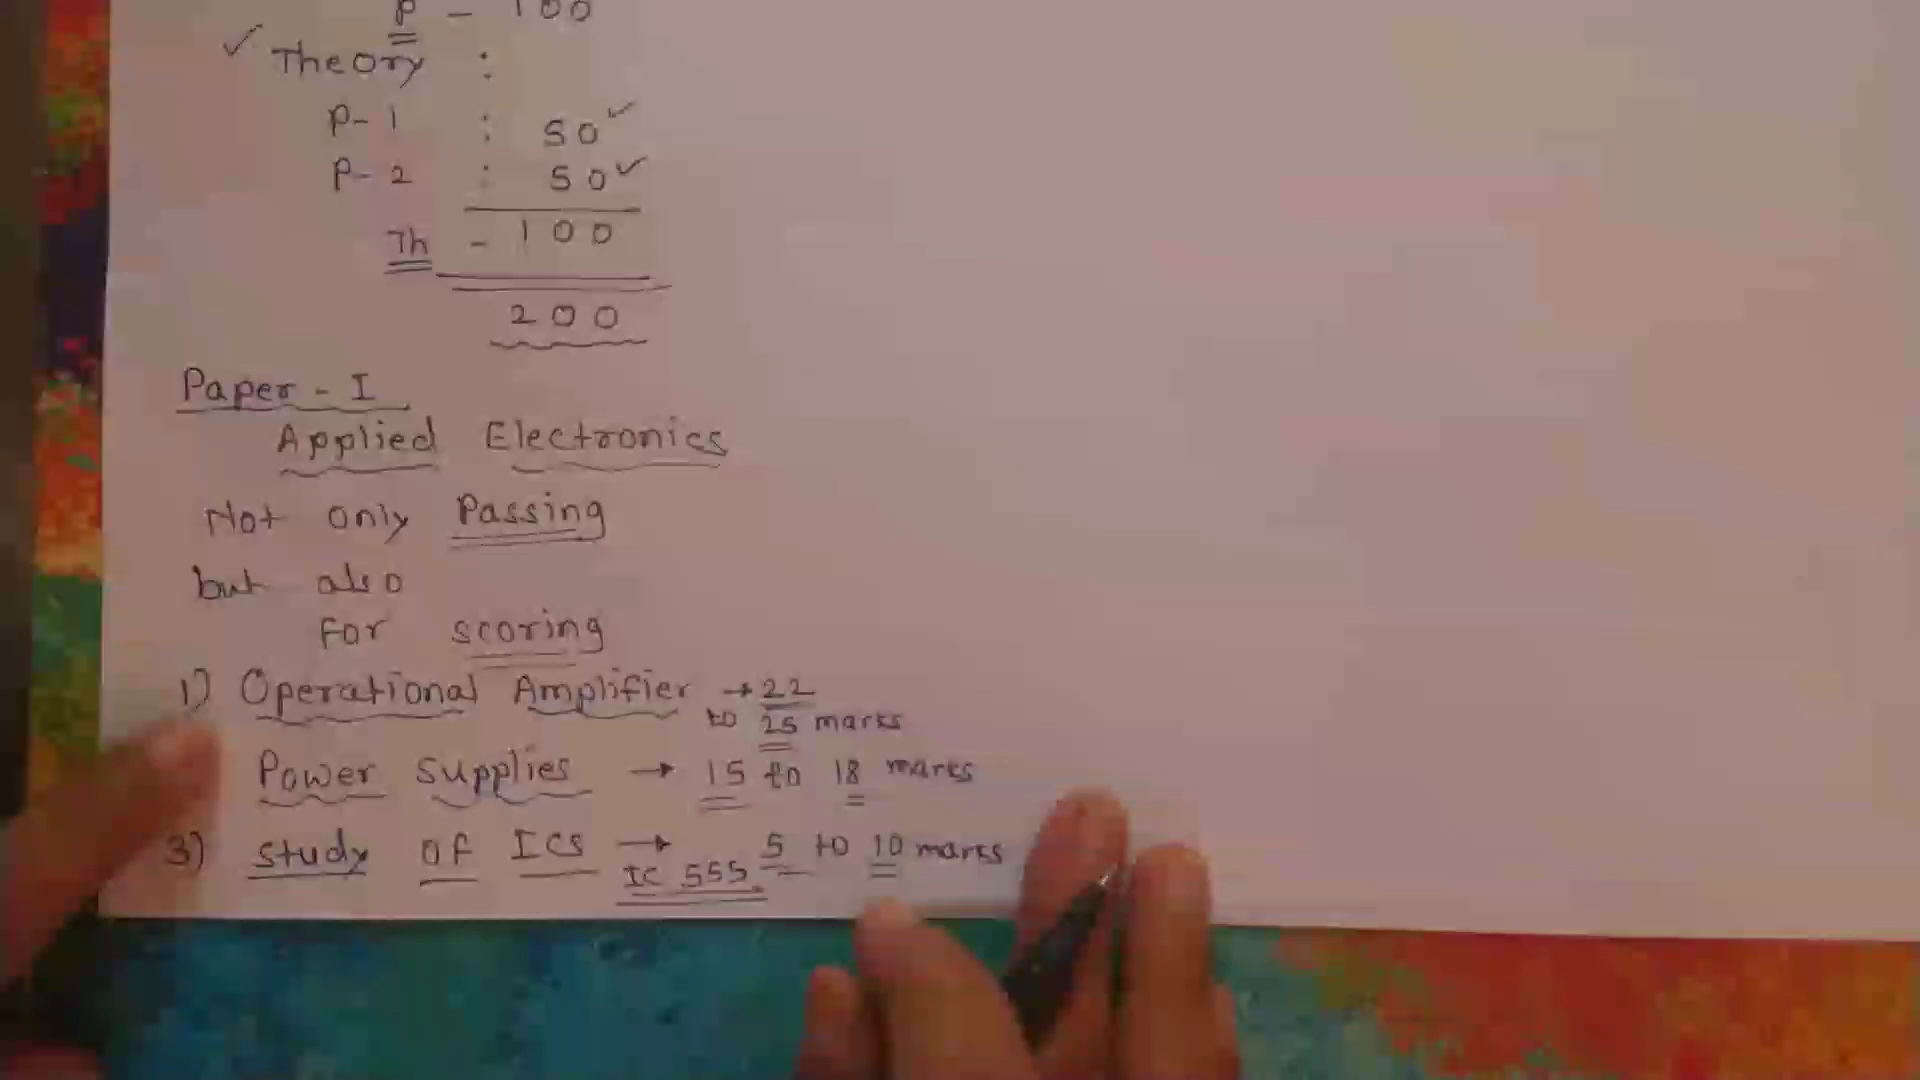 P - 100
✓ Theory :
P-1 : 50 ✓
P-2 : 50 ✓
Th - 100
200
Paper - I
Applied Electronics
Not only Passing
but also
For scoring
1) Operational Amplifier → 22
to 25 marks
Power Supplies → 15 to 18 marks
3) study of ICs → 5 to 10 marks
IC 555